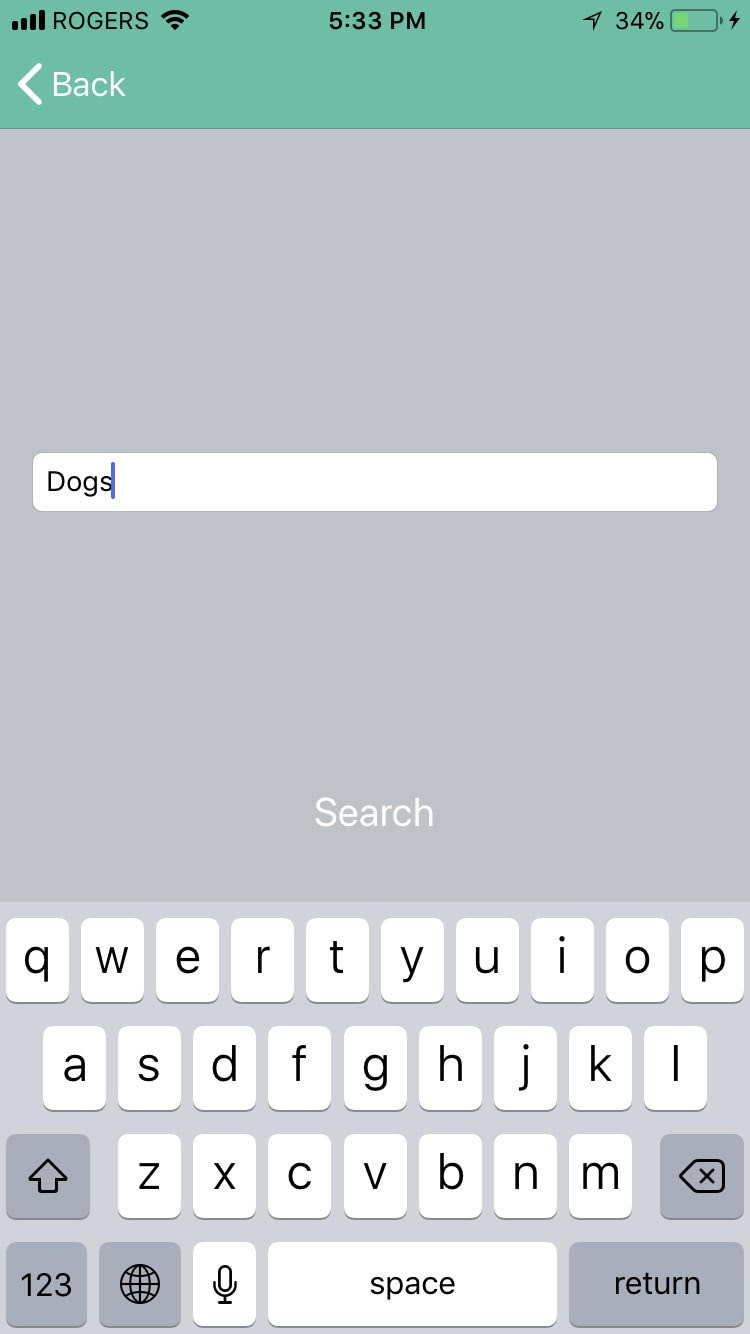 ROGERS 5:33 PM 34%
Back
Dogs
Search
q w e r t y u i o p
a s d f g h j k l
z x c v b n m
123 space return